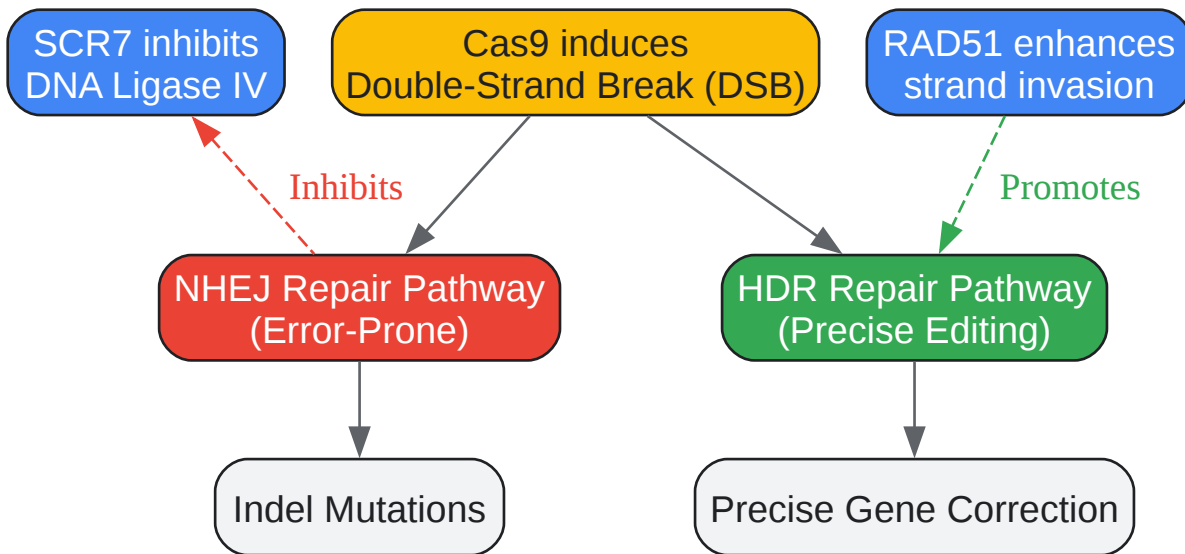 SCR7 inhibits
DNA Ligase IV
Cas9 induces
Double-Strand Break (DSB)
RAD51 enhances
strand invasion
Inhibits
Promotes
NHEJ Repair Pathway
(Error-Prone)
HDR Repair Pathway
(Precise Editing)
Indel Mutations
Precise Gene Correction